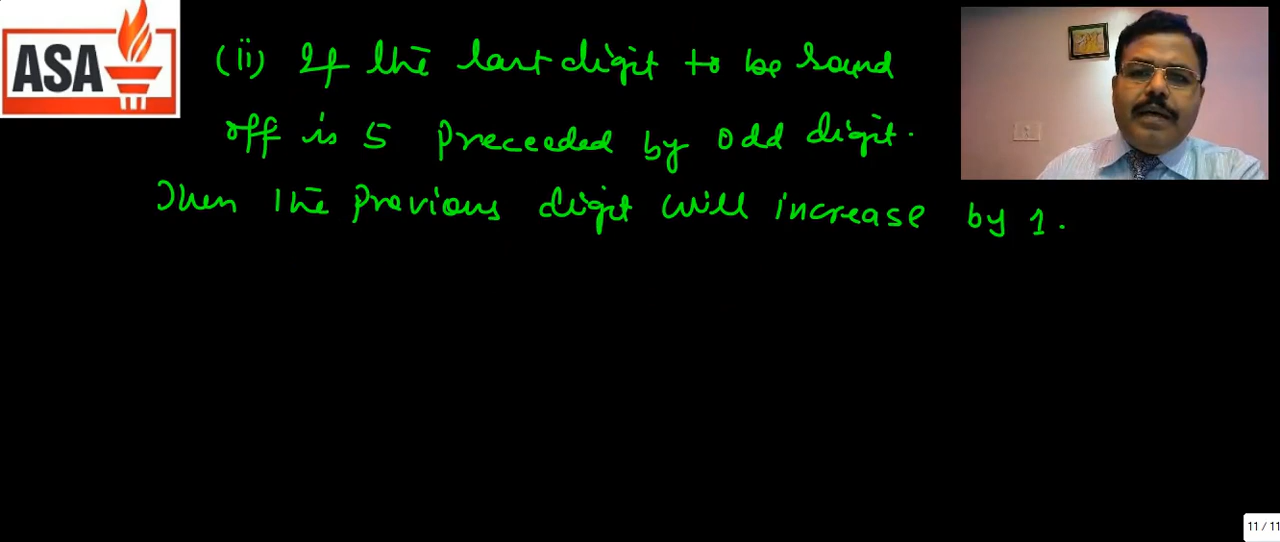 ASA
(ii) If the last digit to be round
off is 5 preceeded by odd digit.
Then the previous digit will increase by 1.
11 / 11